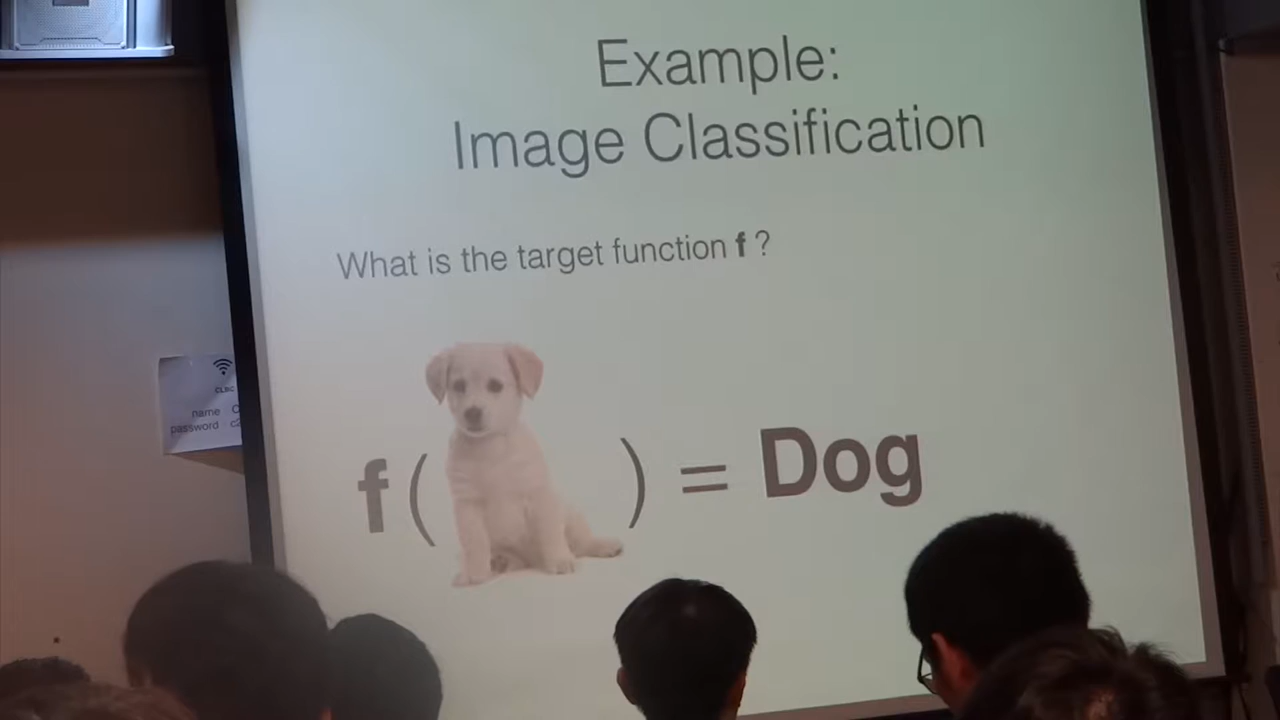 Example:
Image Classification
What is the target function f ?
f ( ) = Dog
name
password